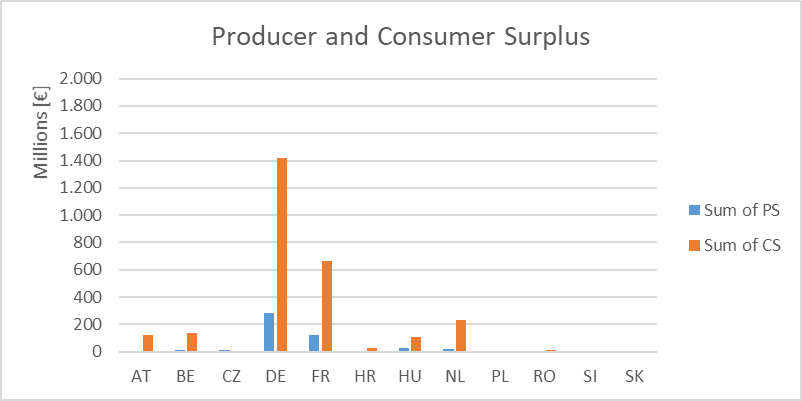 Producer and Consumer Surplus
Millions [€]
2.000
1.800
1.600
1.400
1.200
1.000
800
600
400
200
0
AT BE CZ DE FR HR HU NL PL RO SI SK
Sum of PS
Sum of CS